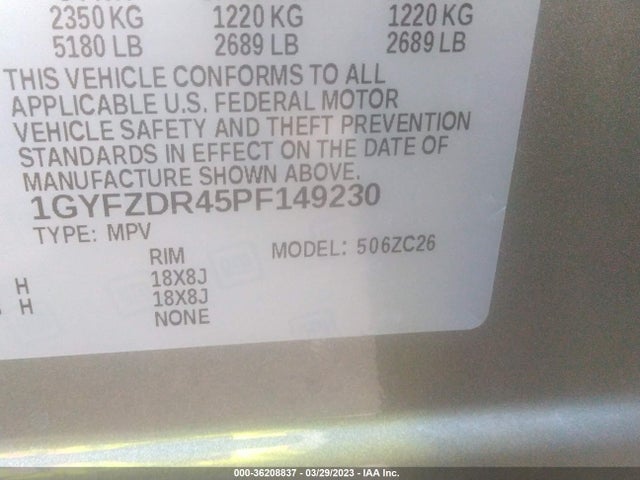 2350 KG 1220 KG 1220 KG
5180 LB 2689 LB 2689 LB
THIS VEHICLE CONFORMS TO ALL
APPLICABLE U.S. FEDERAL MOTOR
VEHICLE SAFETY AND THEFT PREVENTION
STANDARDS IN EFFECT ON THE DATE OF
MANUFACTURE SHOWN ABOVE.
1GYFZDR45PF149230
TYPE: MPV
RIM MODEL: 506ZC26
H 18X8J
H 18X8J
NONE
000-36208837 - 03/29/2023 - IAA Inc.